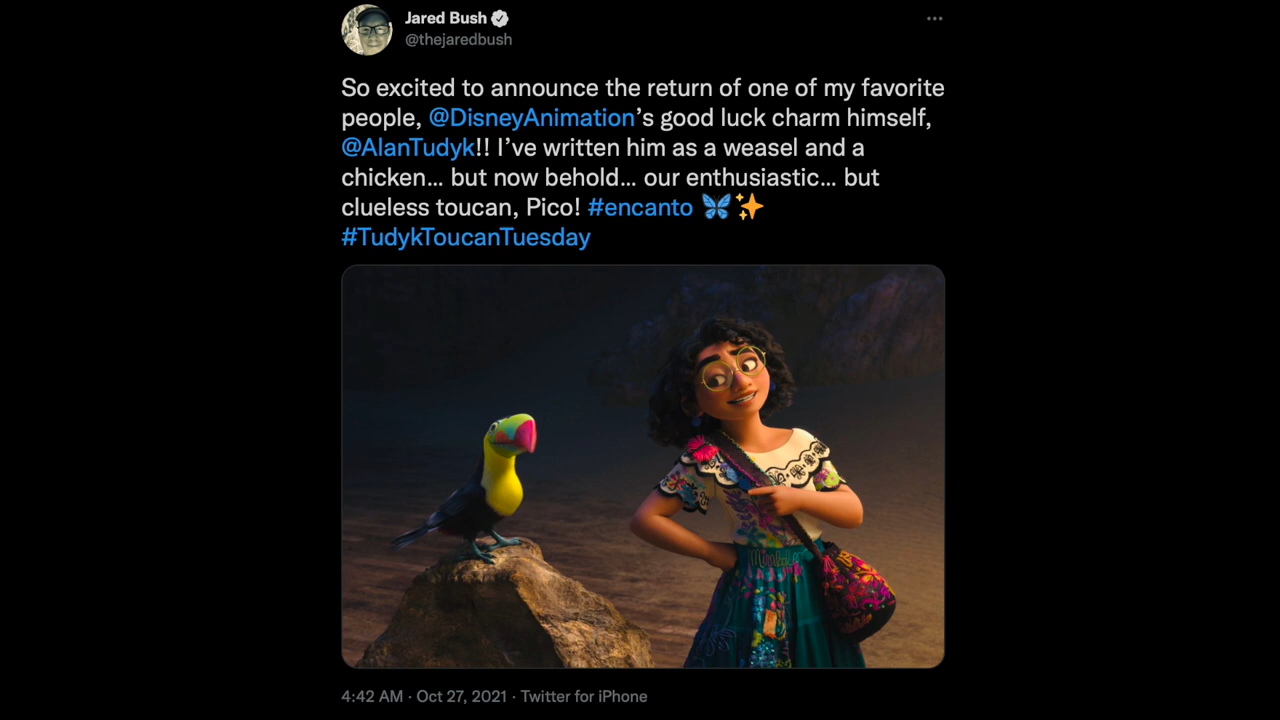 Jared Bush
@thejaredbush
So excited to announce the return of one of my favorite
people, @DisneyAnimation’s good luck charm himself,
@AlanTudyk!! I’ve written him as a weasel and a
chicken... but now behold... our enthusiastic... but
clueless toucan, Pico! #encanto 🦋✨
#TudykToucanTuesday
Mirabel
4:42 AM · Oct 27, 2021 · Twitter for iPhone